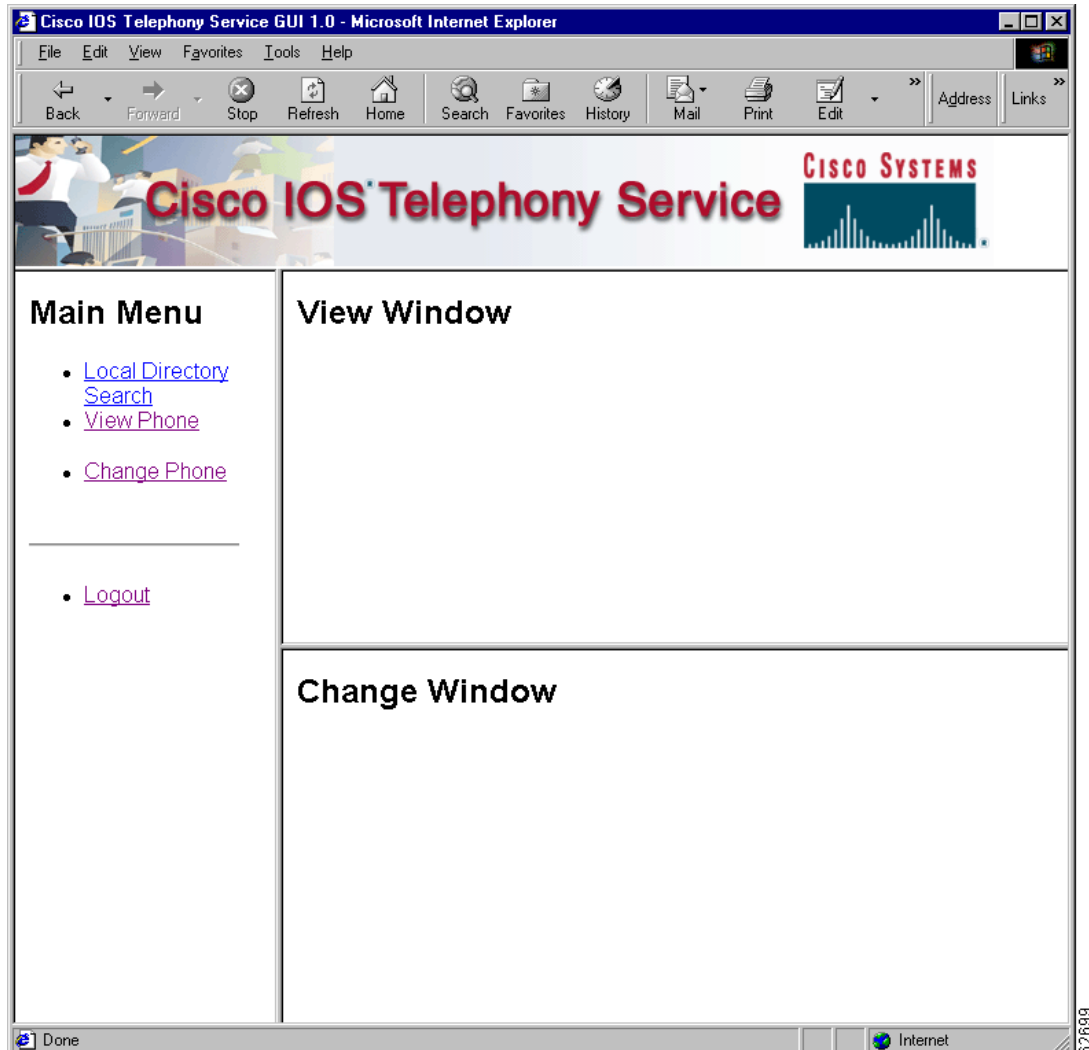 Cisco IOS Telephony Service GUI 1.0 - Microsoft Internet Explorer
File Edit View Favorites Tools Help
Back Forward Stop Refresh Home Search Favorites History Mail Print Edit » Address Links »
Cisco IOS Telephony Service
CISCO SYSTEMS
Main Menu
Local Directory
Search
View Phone
Change Phone
Logout
View Window
Change Window
Done
Internet
62699